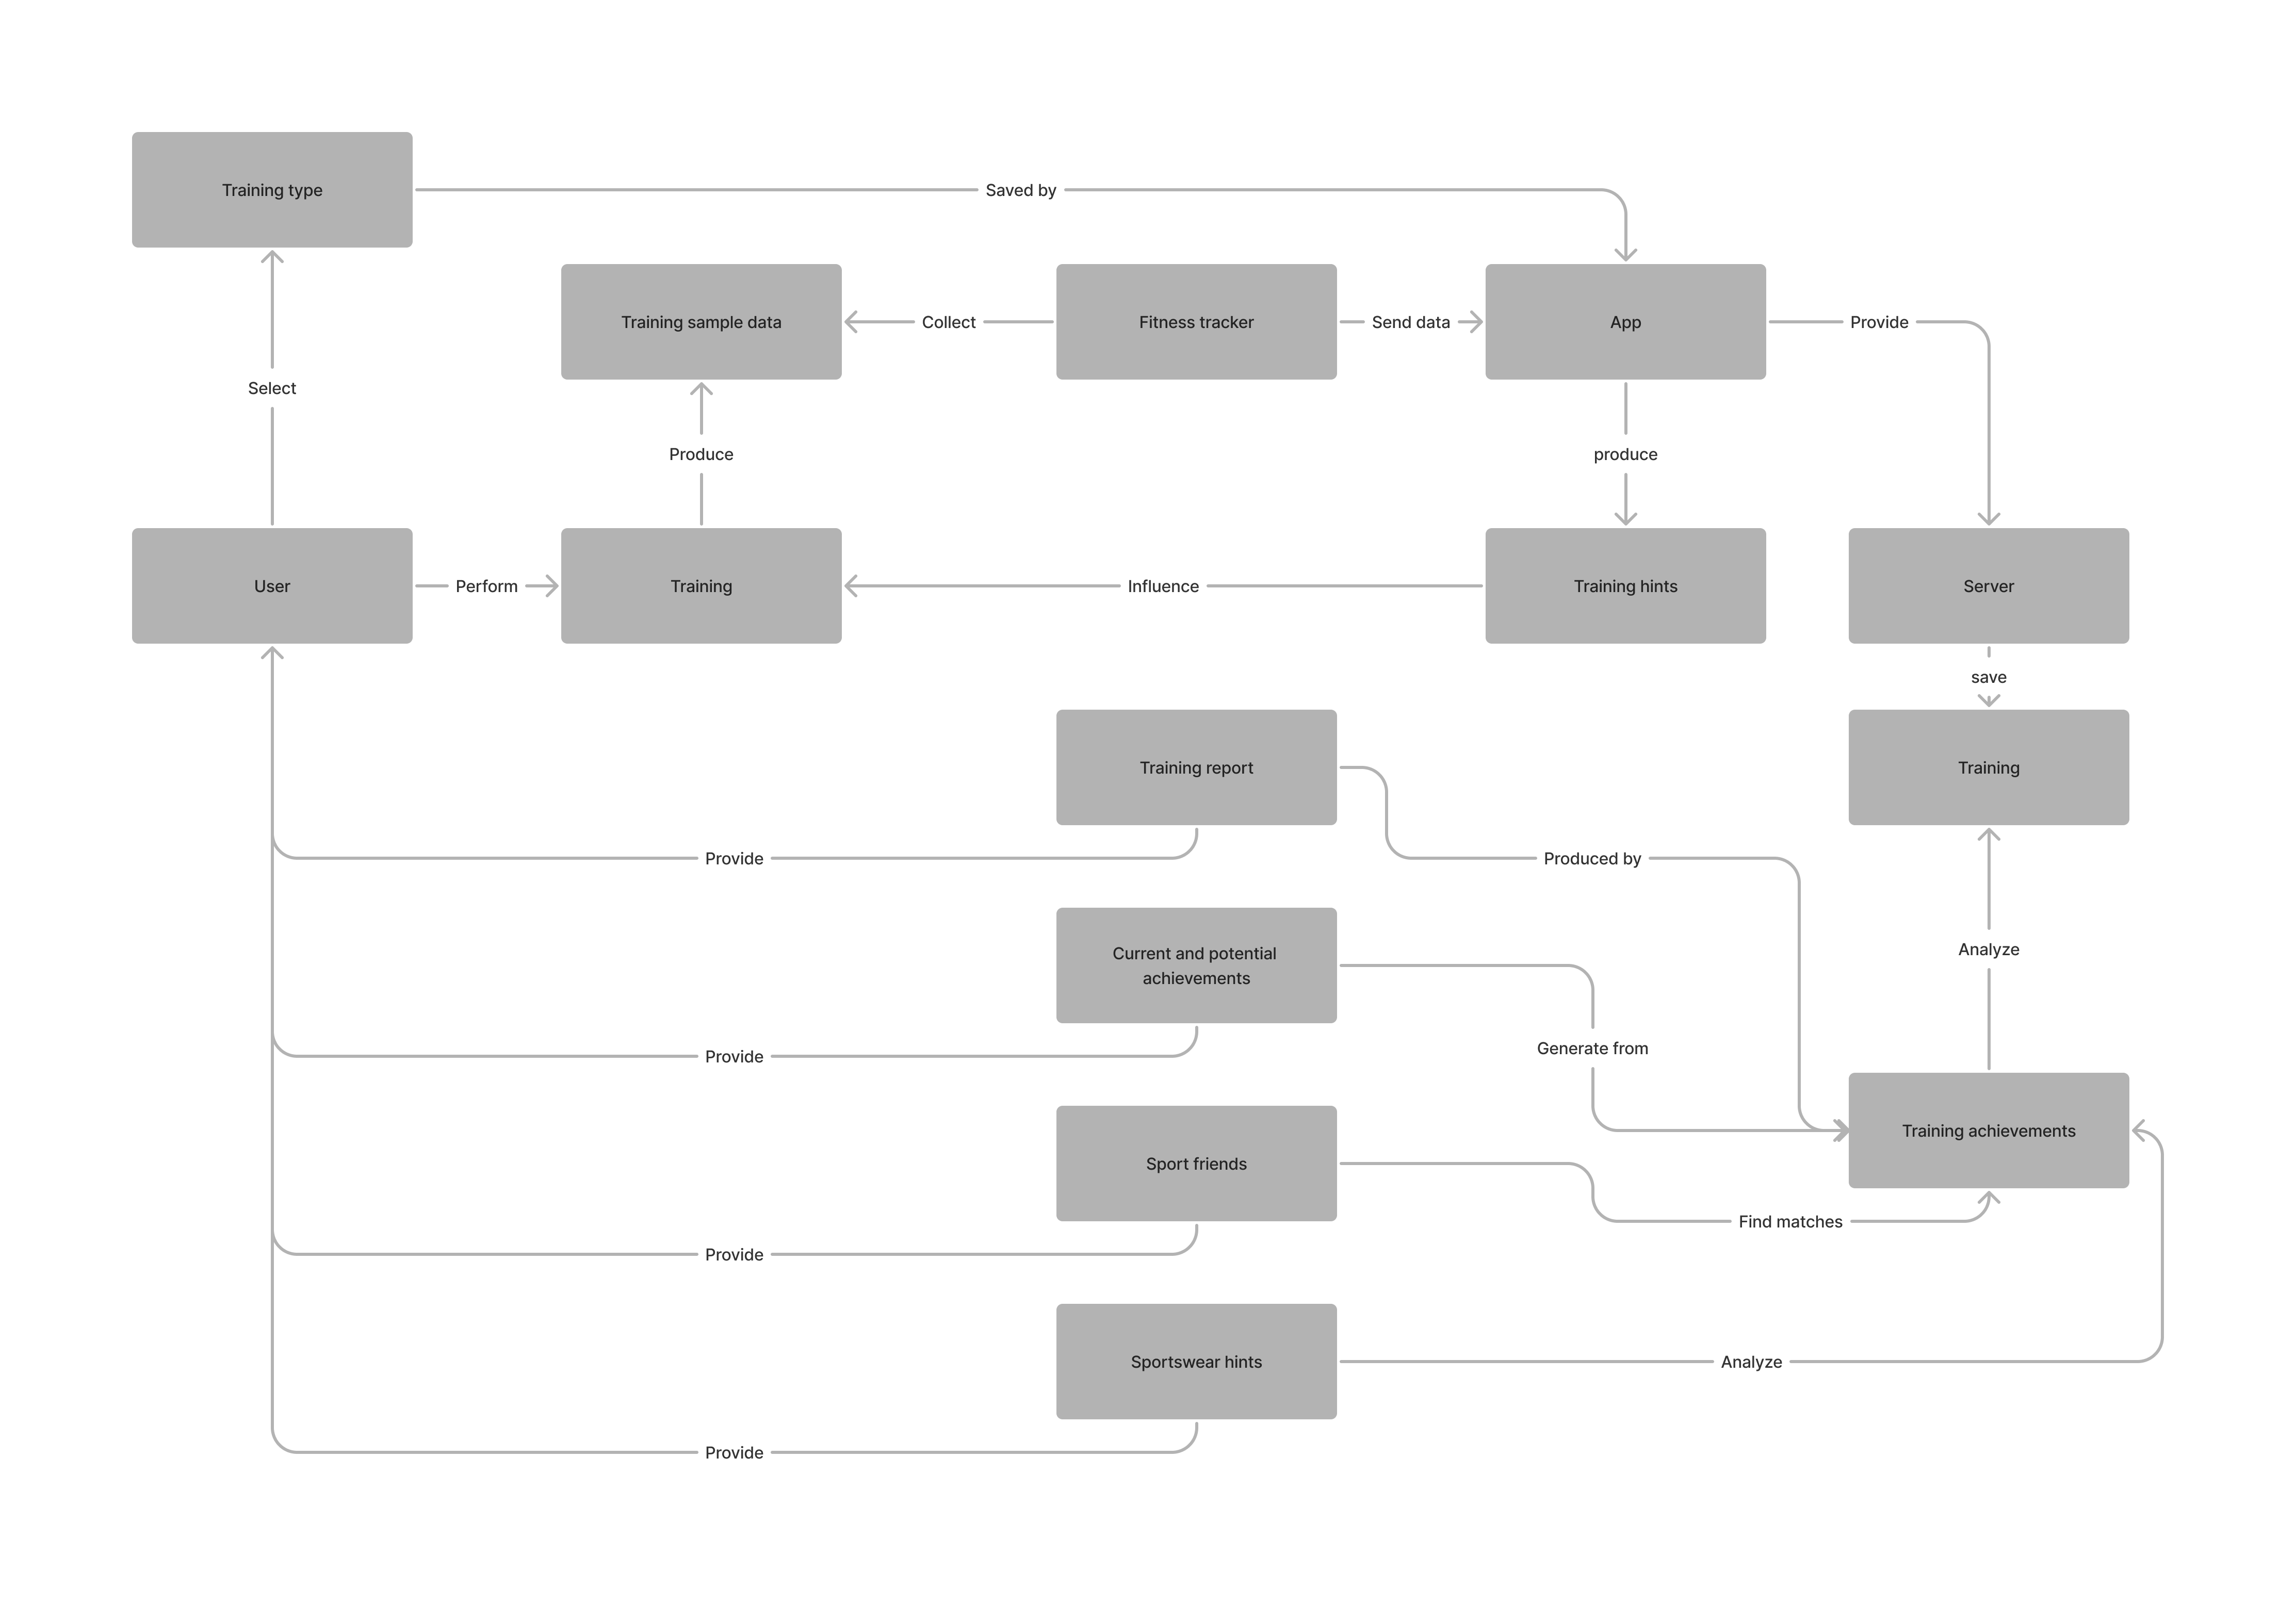 Training type
Saved by
Training sample data
Collect
Fitness tracker
Send data
App
Provide
Select
Produce
produce
User
Perform
Training
Influence
Training hints
Server
save
Training report
Training
Provide
Produced by
Current and potential
achievements
Analyze
Generate from
Provide
Training achievements
Sport friends
Find matches
Provide
Sportswear hints
Analyze
Provide